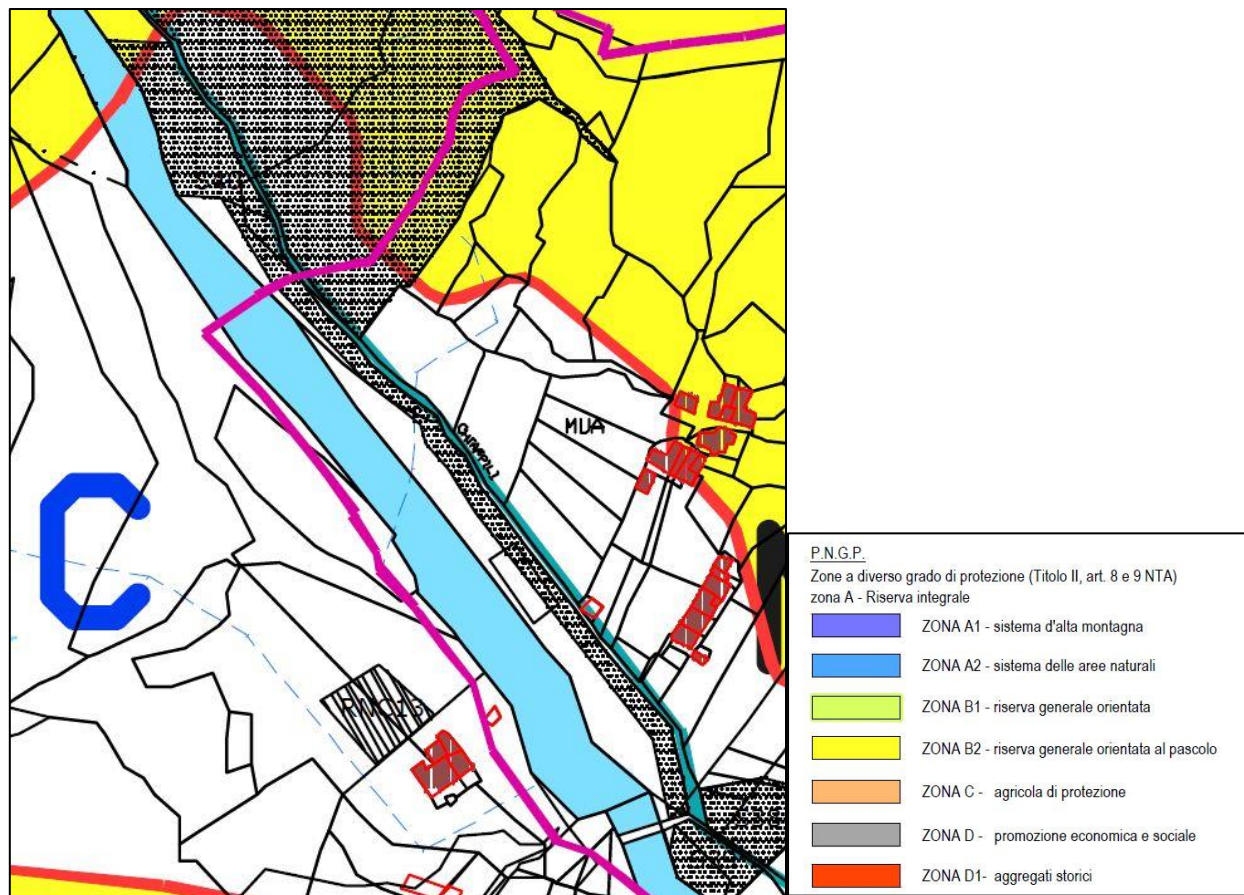 MUA
CHIAPILI
C
RNC13
P.N.G.P.
Zone a diverso grado di protezione (Titolo II, art. 8 e 9 NTA)
zona A - Riserva integrale
ZONA A1 - sistema d'alta montagna
ZONA A2 - sistema delle aree naturali
ZONA B1 - riserva generale orientata
ZONA B2 - riserva generale orientata al pascolo
ZONA C - agricola di protezione
ZONA D - promozione economica e sociale
ZONA D1- aggregati storici